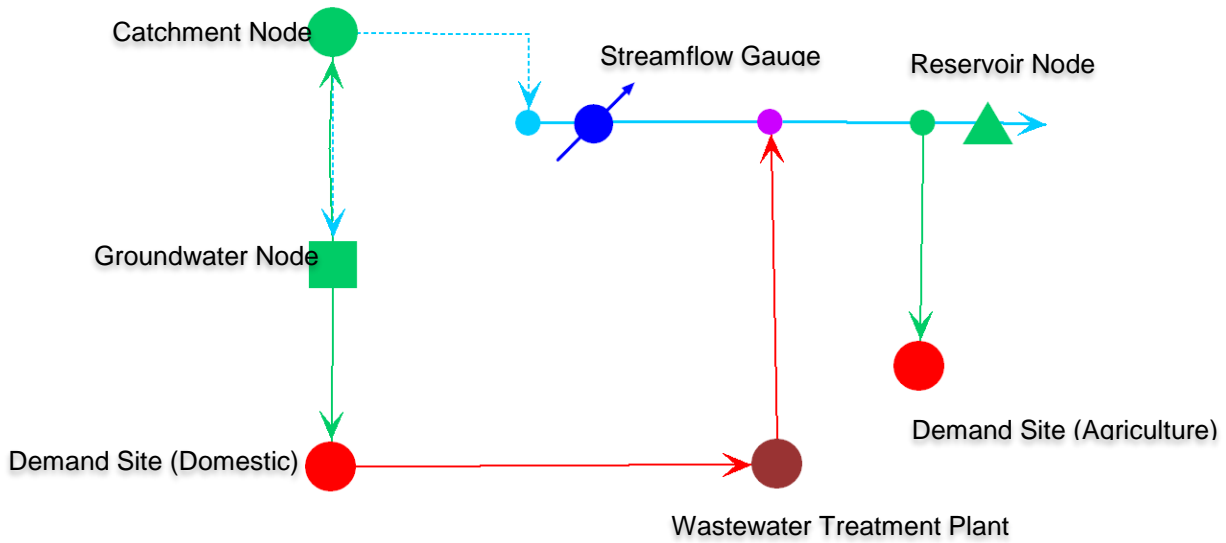 Catchment Node
Streamflow Gauge
Reservoir Node
Groundwater Node
Demand Site (Agriculture)
Demand Site (Domestic)
Wastewater Treatment Plant